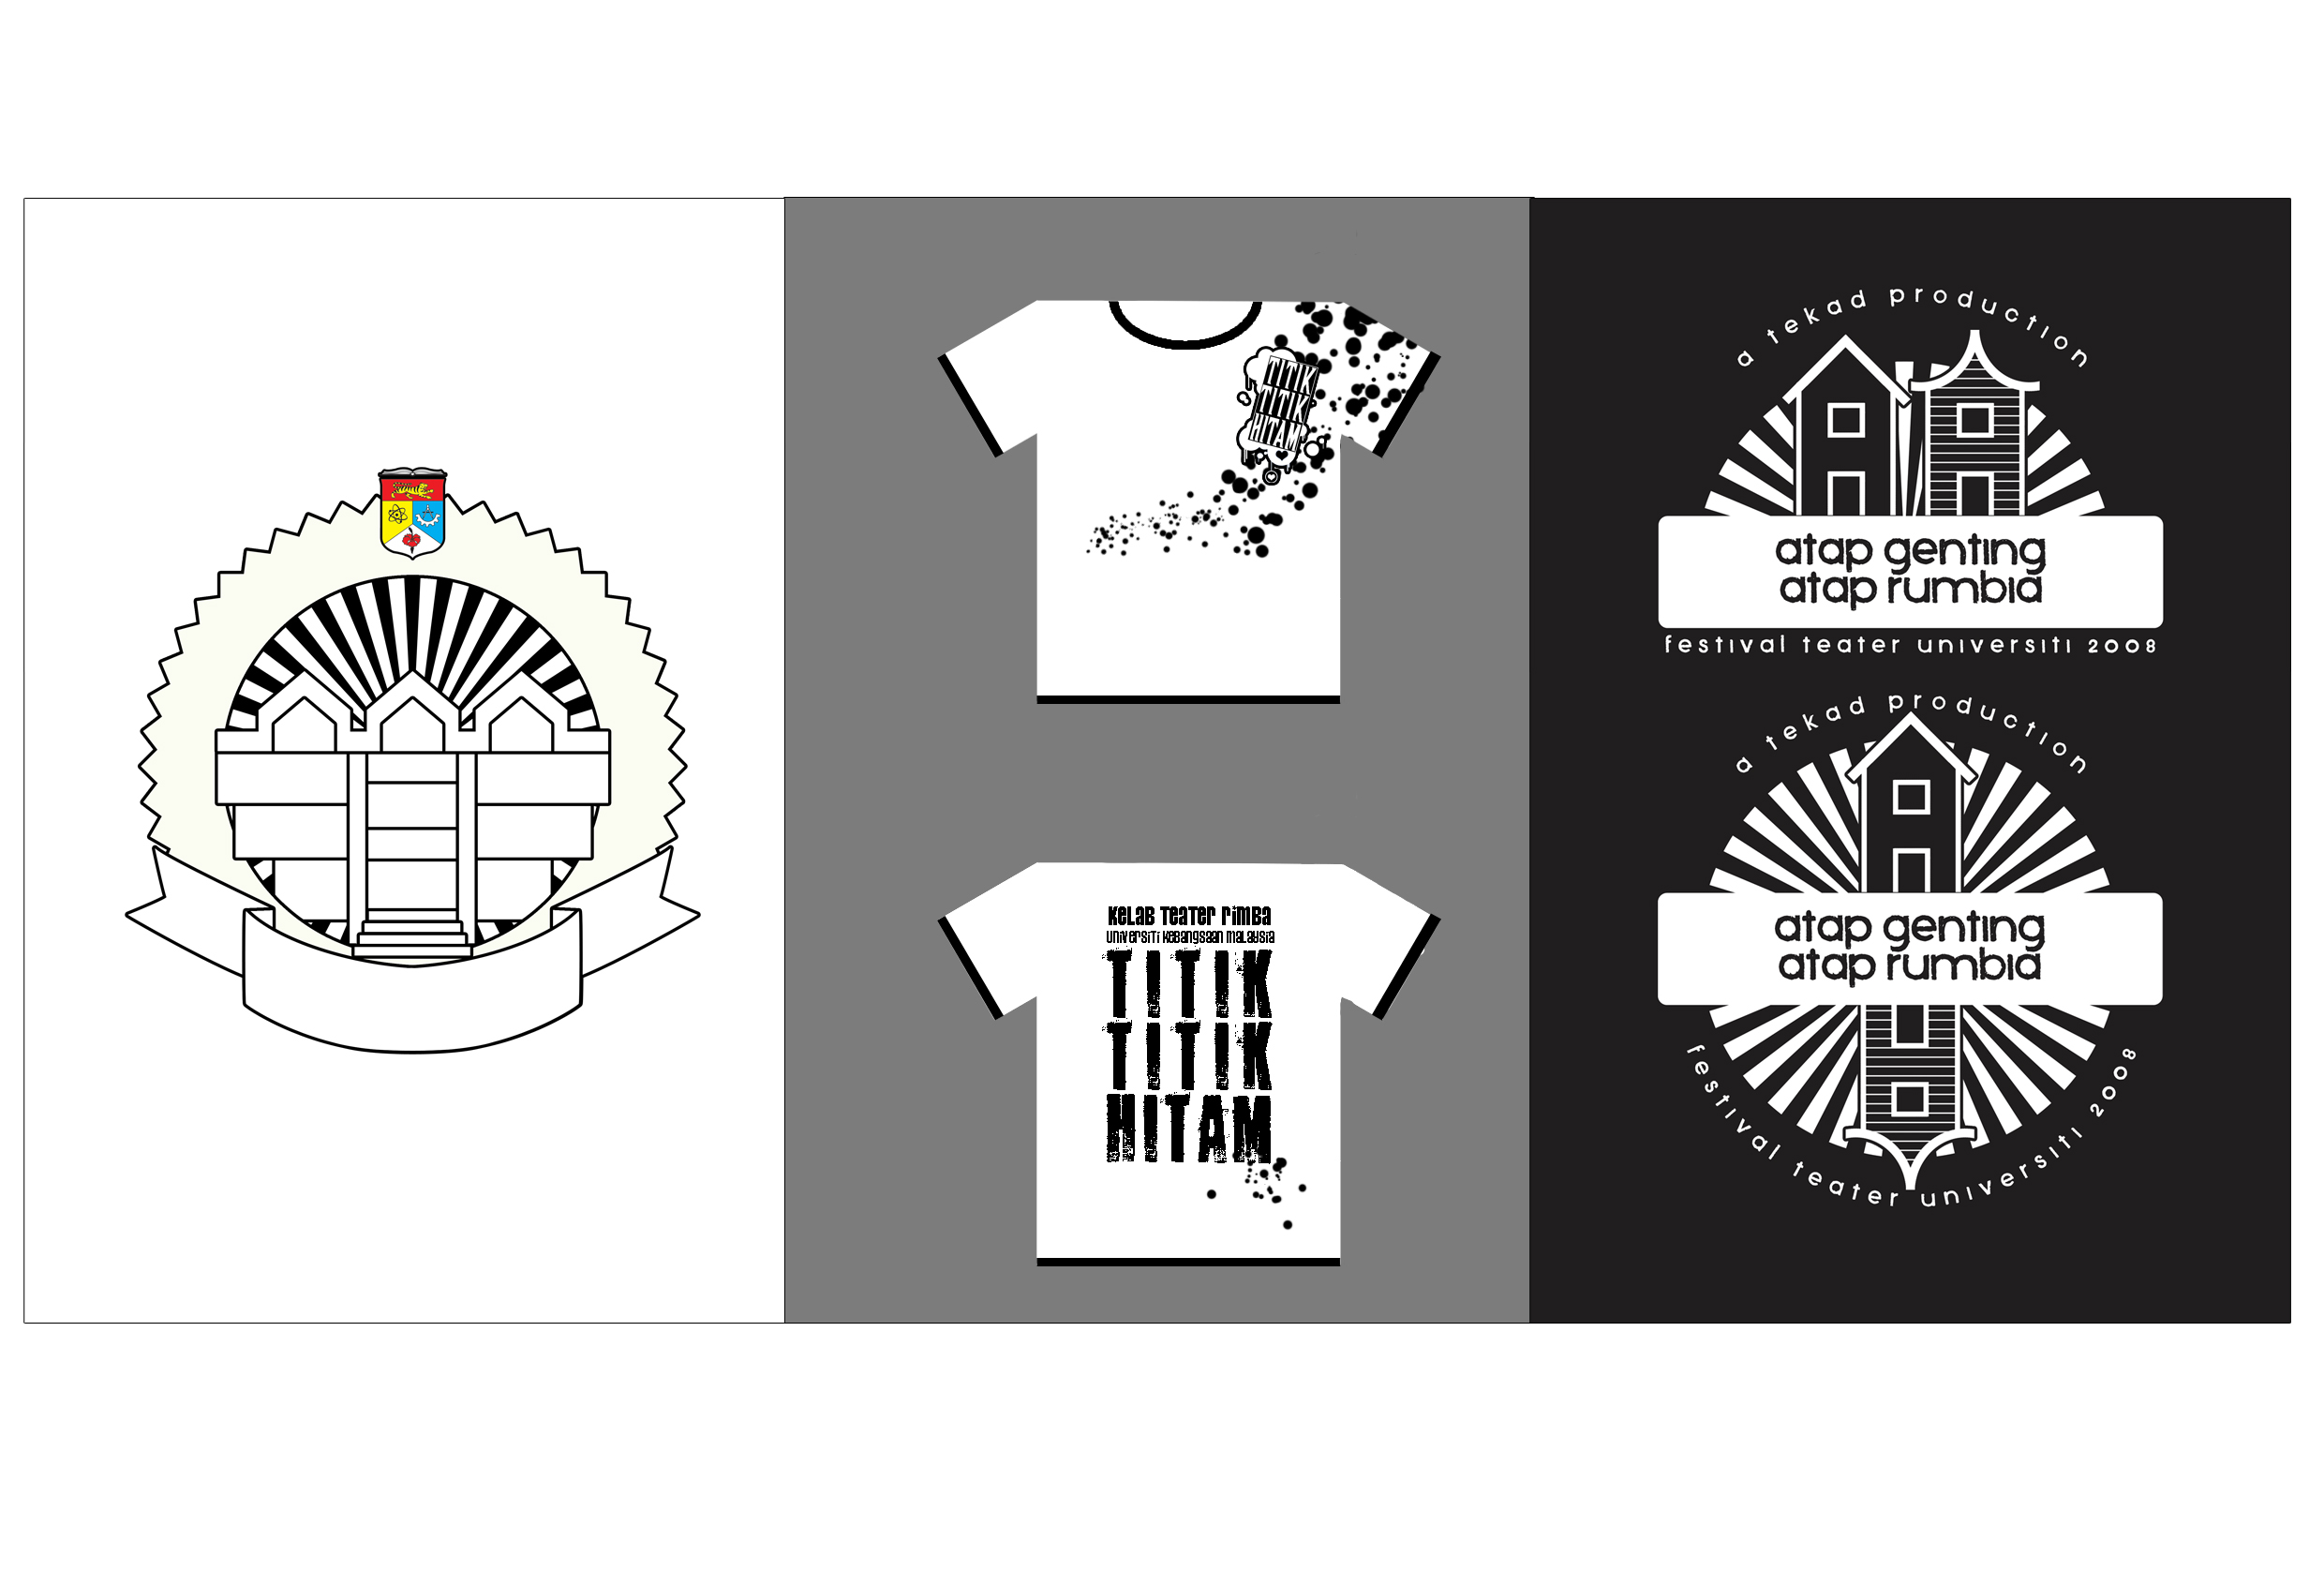 TITIK
TITIK
HITAM
KELAB TEATER RIMBA
UNIVERSITI KEBANGSAAN MALAYSIA
TITIK
TITIK
HITAM
a tekad production
atap genting
atap rumbia
festival teater universiti 2008
a tekad production
atap genting
atap rumbia
festival teater universiti 2008